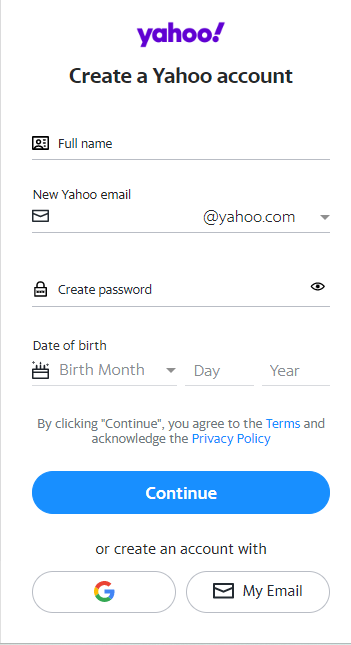 yahoo!
Create a Yahoo account
Full name
New Yahoo email
@yahoo.com
Create password
Date of birth
Birth Month Day Year
By clicking "Continue", you agree to the Terms and
acknowledge the Privacy Policy
Continue
or create an account with
G My Email